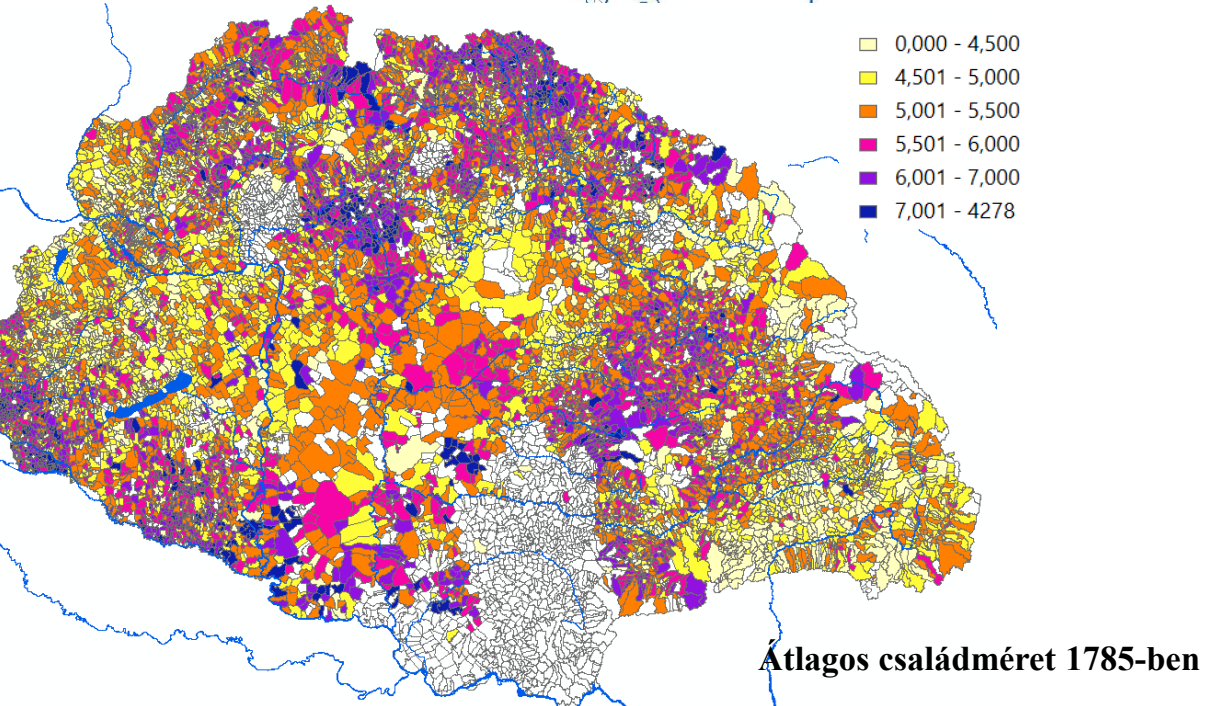 0,000 - 4,500
4,501 - 5,000
5,001 - 5,500
5,501 - 6,000
6,001 - 7,000
7,001 - 4278
Átlagos családméret 1785-ben